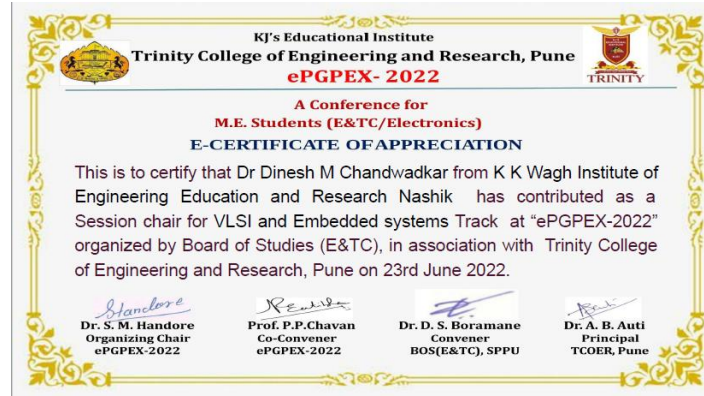 KJ's Educational Institute
Trinity College of Engineering and Research, Pune
ePGPEX- 2022
TRINITY
A Conference for
M.E. Students (E&TC/Electronics)
E-CERTIFICATE OF APPRECIATION
This is to certify that Dr Dinesh M Chandwadkar from K K Wagh Institute of
Engineering Education and Research Nashik has contributed as a
Session chair for VLSI and Embedded systems Track at “ePGPEX-2022”
organized by Board of Studies (E&TC), in association with Trinity College
of Engineering and Research, Pune on 23rd June 2022.
Dr. S. M. Handore
Organizing Chair
ePGPEX-2022
Prof. P.P.Chavan
Co-Convener
ePGPEX-2022
Dr. D. S. Boramane
Convener
BOS(E&TC), SPPU
Dr. A. B. Auti
Principal
TCOER, Pune